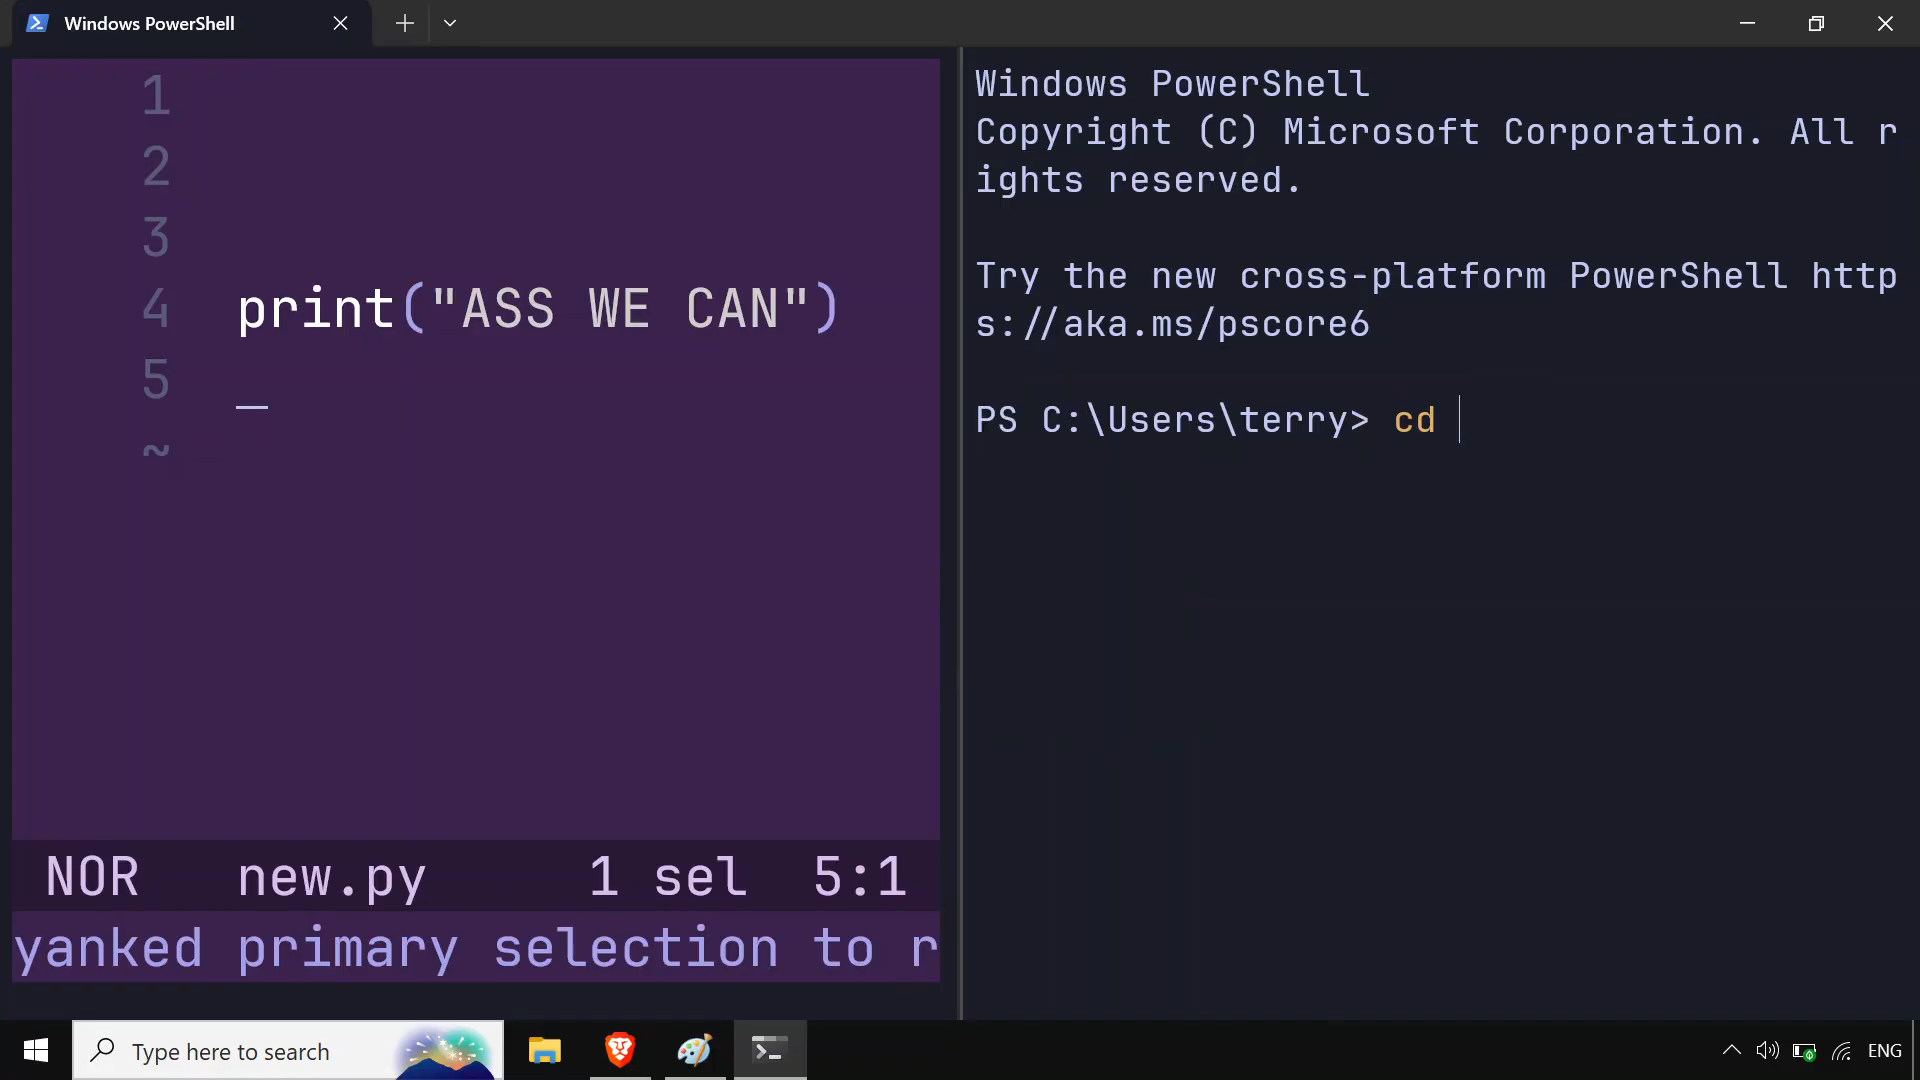 Windows PowerShell
1
2
3
4 print("ASS WE CAN")
5
~
NOR new.py 1 sel 5:1
yanked primary selection to r
Windows PowerShell
Copyright (C) Microsoft Corporation. All r
ights reserved.
Try the new cross-platform PowerShell http
s://aka.ms/pscore6
PS C:\Users\terry> cd
Type here to search
ENG